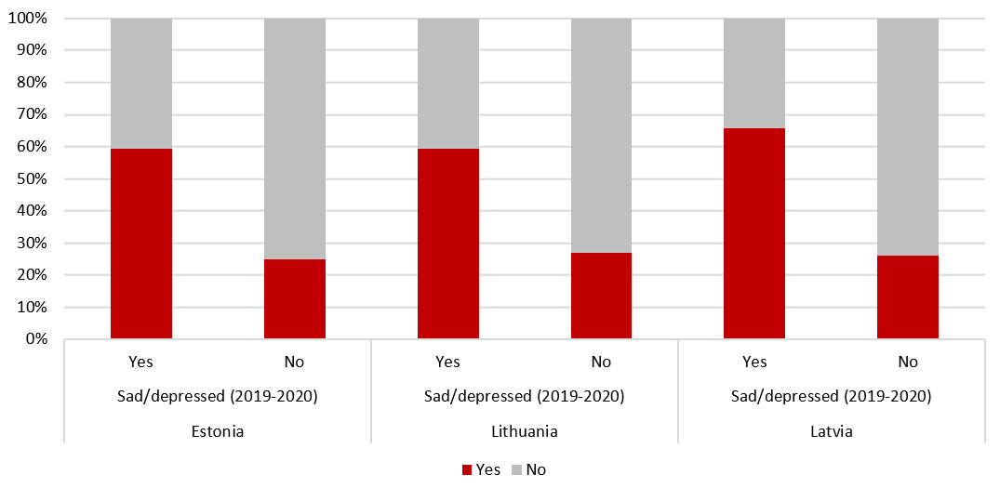 100%
90%
80%
70%
60%
50%
40%
30%
20%
10%
0%
Yes No Yes No Yes No
Sad/depressed (2019-2020) Sad/depressed (2019-2020) Sad/depressed (2019-2020)
Estonia Lithuania Latvia
Yes No